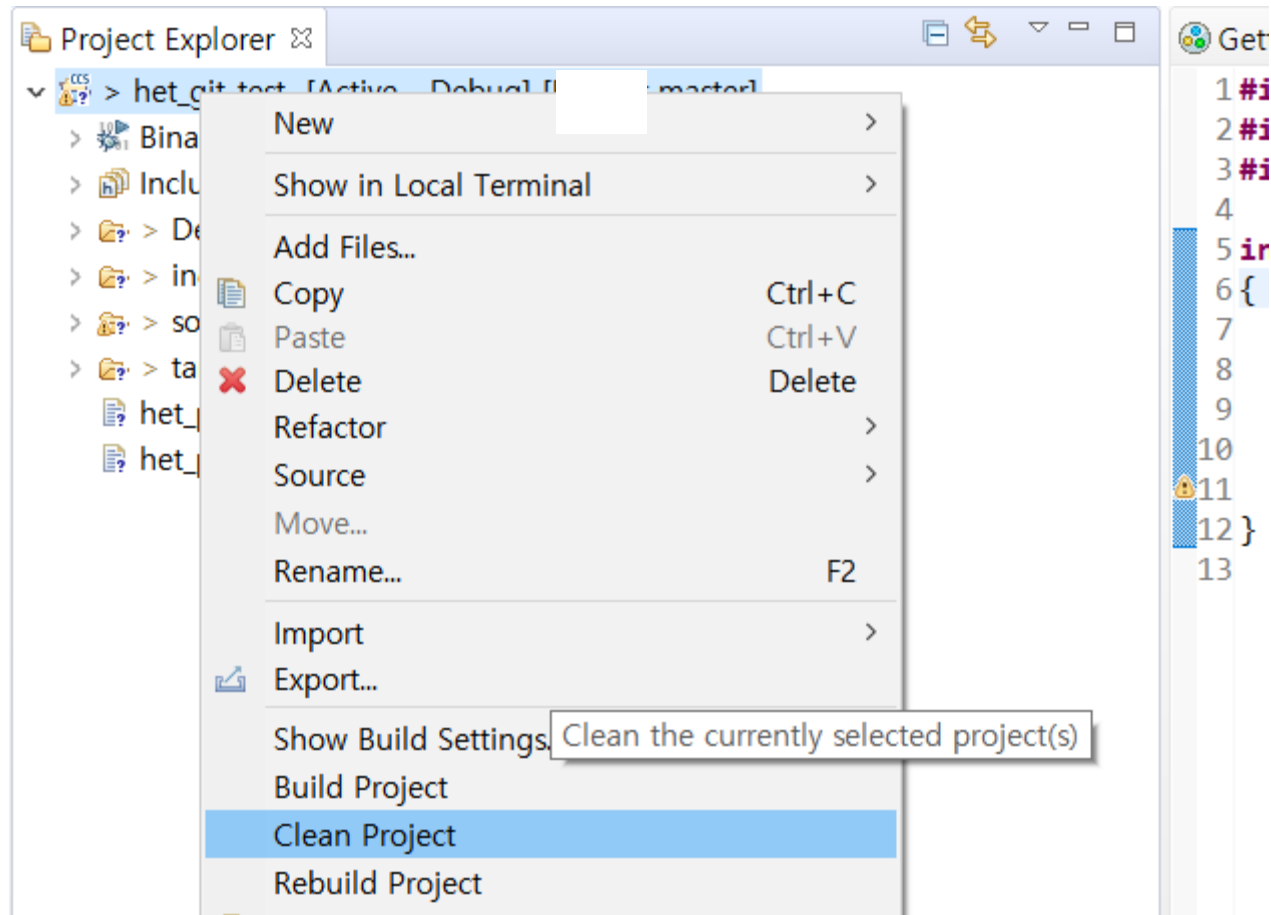 Project Explorer
Gett
> het_git_test [Active - Debug] [ master]
New
Show in Local Terminal
Add Files...
Copy Ctrl+C
Paste Ctrl+V
Delete Delete
Refactor
Source
Move...
Rename... F2
Import
Export...
Show Build Settings.
Clean the currently selected project(s)
Build Project
Clean Project
Rebuild Project
Bina
Inclu
> De
> in
> so
> ta
het_p
het_p
1 #i
2 #i
3 #i
4
5 in
6 {
7
8
9
10
11
12 }
13